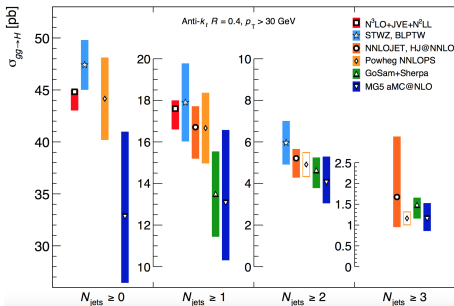 Anti-k_T R = 0.4, p_T > 30 GeV
N³LO+JVE+N²LL
STWZ, BLPTW
NNLOJET, HJ@NNLO
Powheg NNLOPS
GoSam+Sherpa
MG5 aMC@NLO
σ_gg→H [pb]
50
45
40
35
30
20
18
16
14
12
10
10
8
6
4
2
0
2.5
2
1.5
1
0.5
0
N_jets ≥ 0
N_jets ≥ 1
N_jets ≥ 2
N_jets ≥ 3